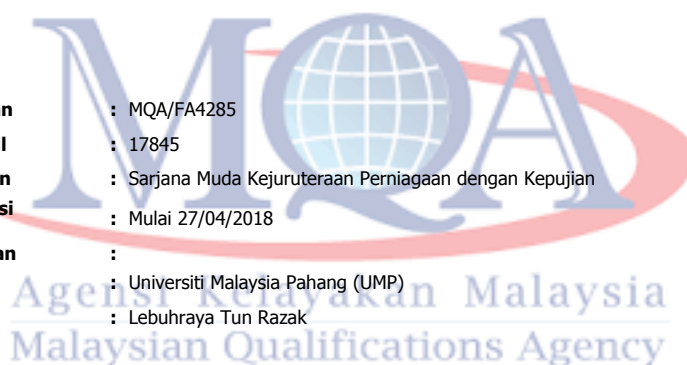 MQA
an : MQA/FA4285
l : 17845
n : Sarjana Muda Kejuruteraan Perniagaan dengan Kepujian
si : Mulai 27/04/2018
an :
: Universiti Malaysia Pahang (UMP)
: Lebuhraya Tun Razak
Agensi Kelayakan Malaysia
Malaysian Qualifications Agency